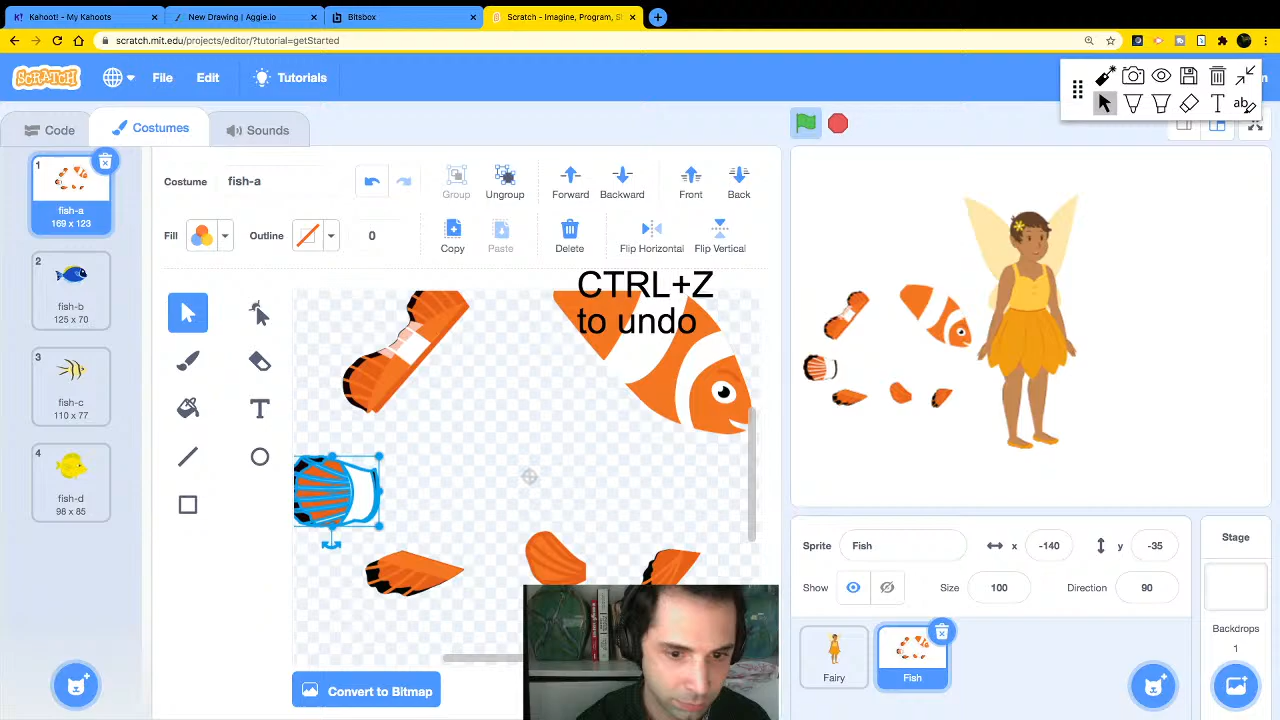 Kahoot! - My Kahoots
New Drawing | Aggie.io
Bitsbox
Scratch - Imagine, Program, S
scratch.mit.edu/projects/editor/?tutorial=getStarted
SCRATCH
File
Edit
Tutorials
T
ab
Code
Costumes
Sounds
1
fish-a
169 x 123
2
fish-b
125 x 70
3
fish-c
110 x 77
4
fish-d
98 x 85
Costume
fish-a
Group
Ungroup
Forward
Backward
Front
Back
Fill
Outline
0
Copy
Paste
Delete
Flip Horizontal
Flip Vertical
CTRL+Z
to undo
T
Convert to Bitmap
Sprite
Fish
x
-140
y
-35
Show
Size
100
Direction
90
Fairy
Fish
Stage
Backdrops
1